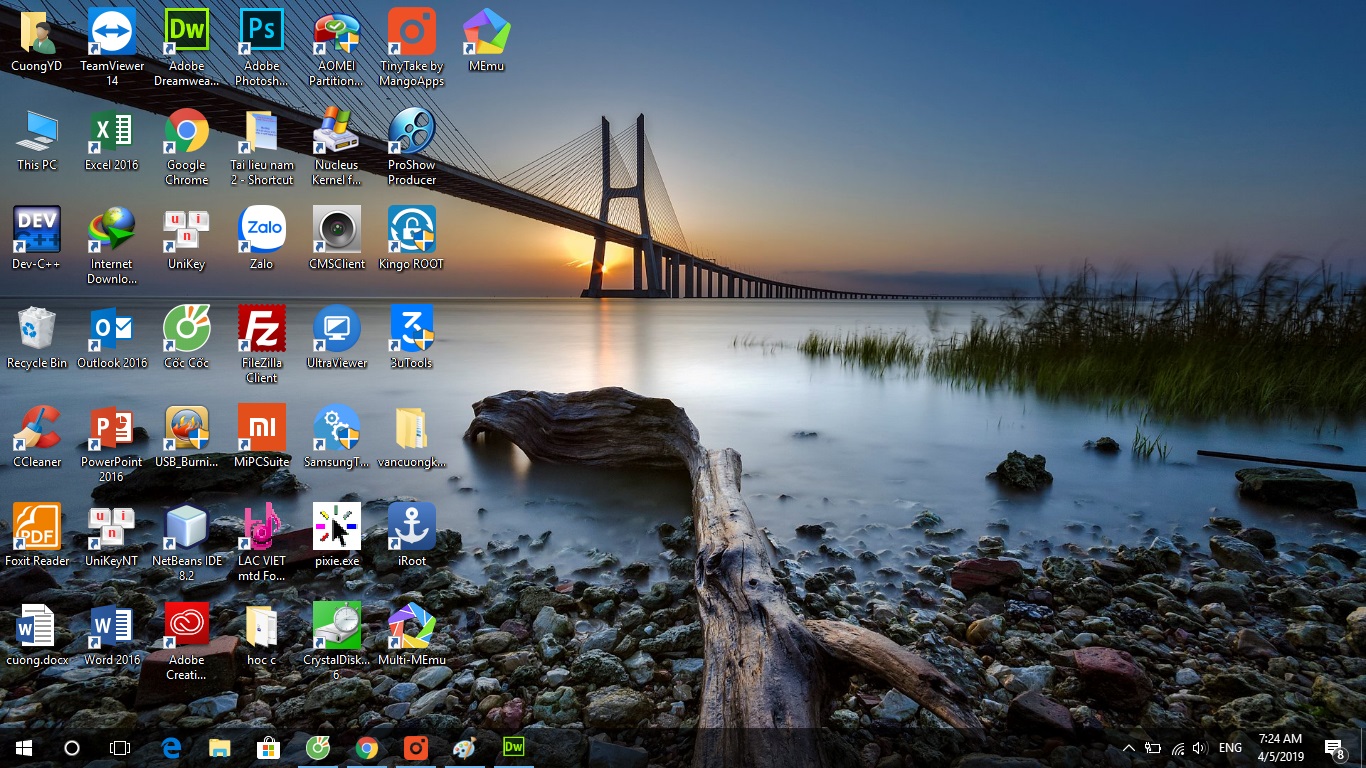 CuongYD
TeamViewer
14
Dw
Adobe
Dreamwea...
Ps
Adobe
Photosh...
AOMEI
Partition...
TinyTake by
MangoApps
MEmu
This PC
X
Excel 2016
Google
Chrome
Tai lieu nam
2 - Shortcut
Nucleus
Kernel f...
ProShow
Producer
DEV
C++
Dev-C++
Internet
Downlo...
u i
n
UniKey
Zalo
Zalo
CMSClient
Kingo ROOT
Recycle Bin
O
Outlook 2016
Cốc Cốc
Fz
FileZilla
Client
UltraViewer
3uTools
CCleaner
P
PowerPoint
2016
USB_Burni...
MI
MiPCSuite
SamsungT...
vancuongk...
PDF
Foxit Reader
u i
n
UniKeyNT
NetBeans IDE
8.2
LAC VIET
mtd Fo...
pixie.exe
iRoot
W
cuong.docx
W
Word 2016
Adobe
Creati...
hoc c
CrystalDisk...
6
Multi-MEmu
Dw
ENG
7:24 AM
4/5/2019
8